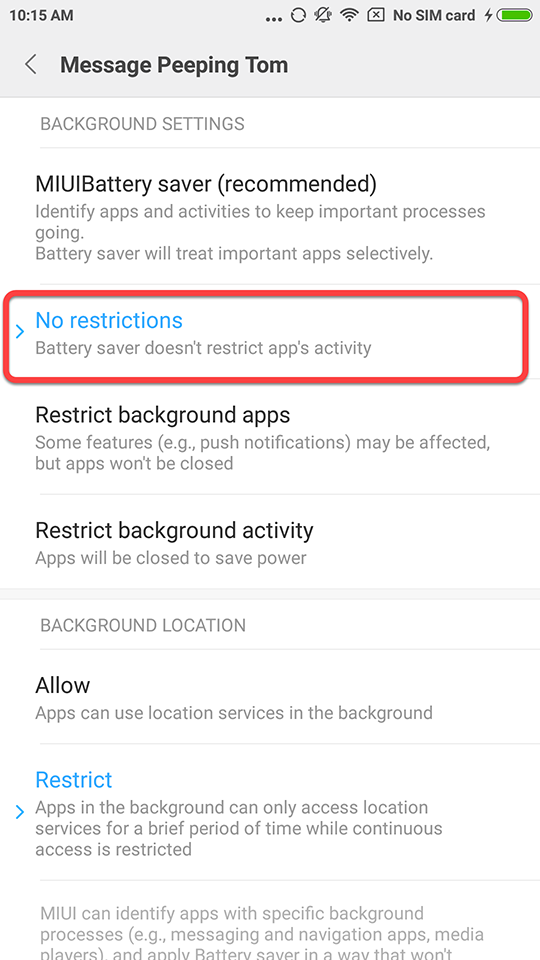 10:15 AM
... No SIM card
Message Peeping Tom
BACKGROUND SETTINGS
MIUIBattery saver (recommended)
Identify apps and activities to keep important processes
going.
Battery saver will treat important apps selectively.
No restrictions
Battery saver doesn't restrict app's activity
Restrict background apps
Some features (e.g., push notifications) may be affected,
but apps won't be closed
Restrict background activity
Apps will be closed to save power
BACKGROUND LOCATION
Allow
Apps can use location services in the background
Restrict
Apps in the background can only access location
services for a brief period of time while continuous
access is restricted
MIUI can identify apps with specific background
processes (e.g., messaging and navigation apps, media
players), and apply Battery saver in a way that won't